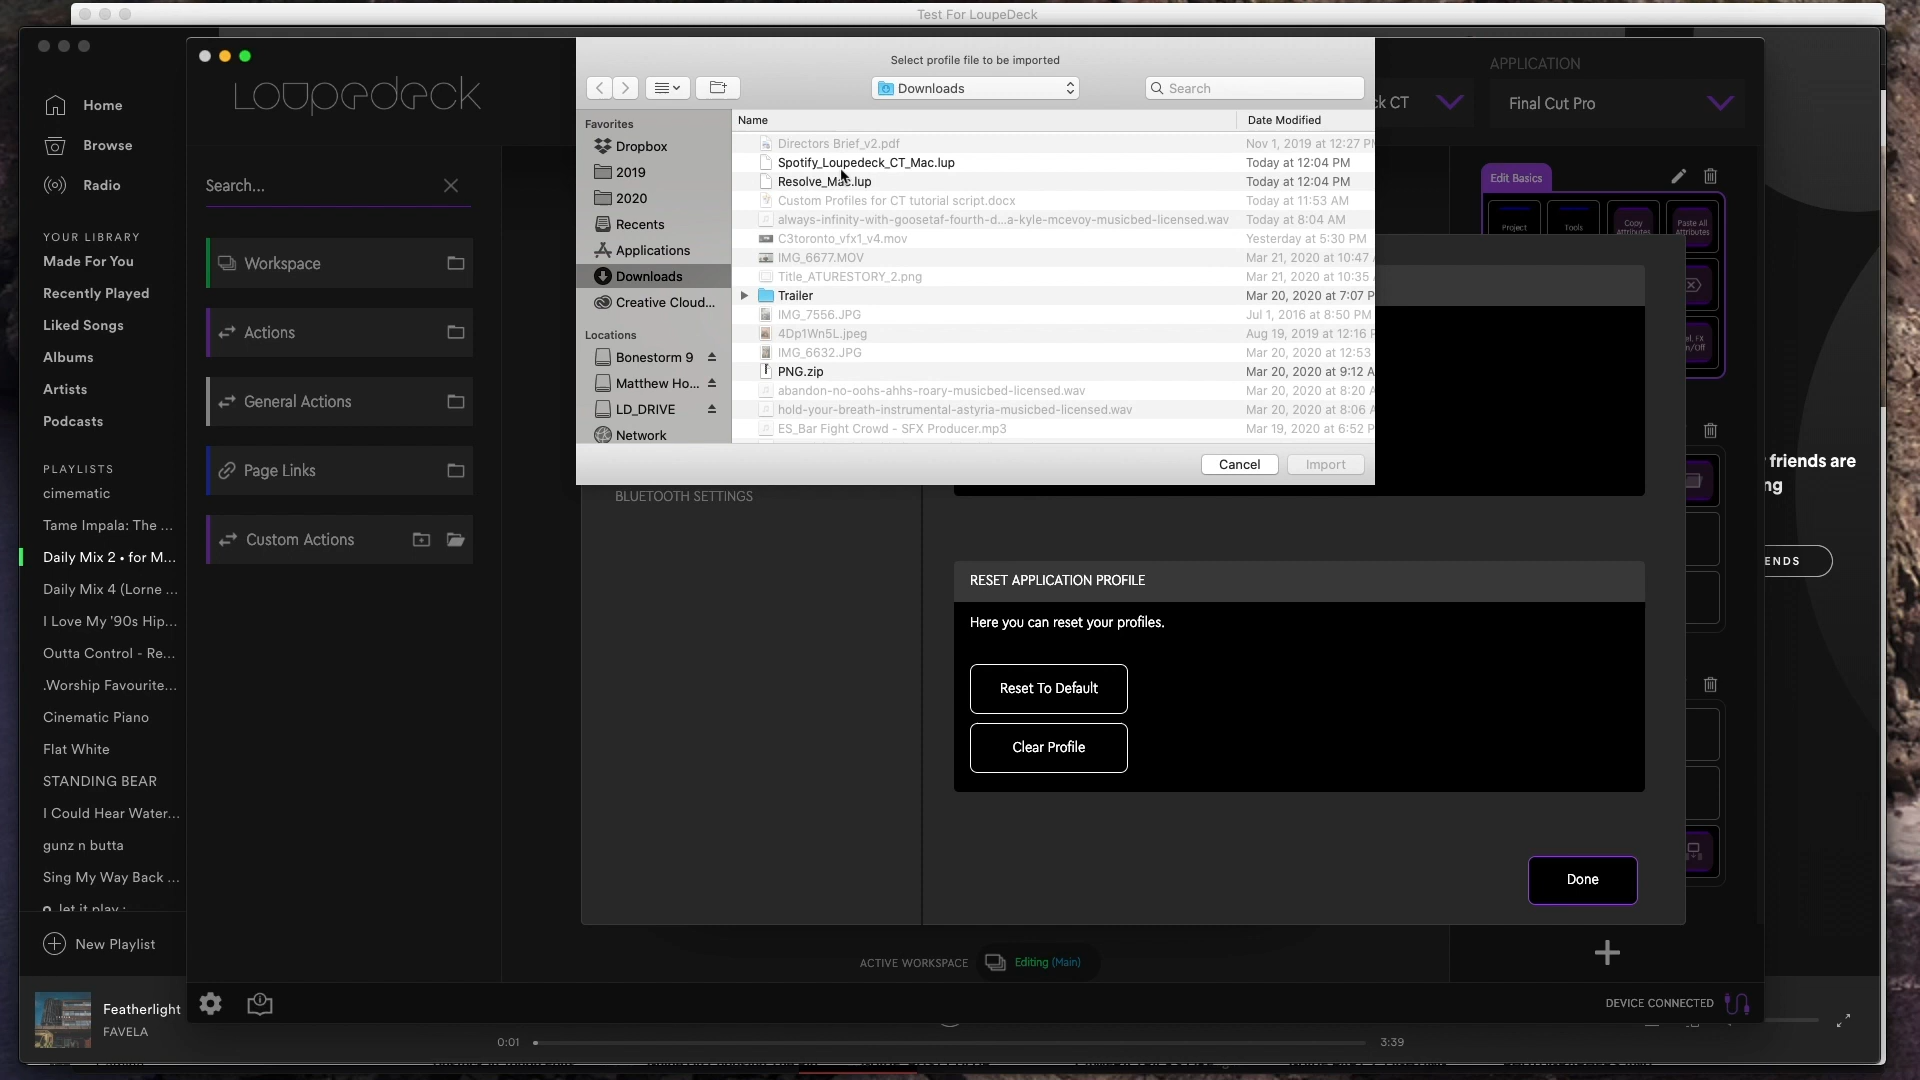 Test For LoupeDeck
Home
Browse
Radio
YOUR LIBRARY
Made For You
Recently Played
Liked Songs
Albums
Artists
Podcasts
PLAYLISTS
cimematic
Tame Impala: The ...
Daily Mix 2 • for M...
Daily Mix 4 (Lorne ...
I Love My '90s Hip...
Outta Control - Re...
.Worship Favourite...
Cinematic Piano
Flat White
STANDING BEAR
I Could Hear Water...
gunz n butta
Sing My Way Back ...
New Playlist
Featherlight
FAVELA
0:01
3:39
Loupedeck
Search...
Workspace
Actions
General Actions
Page Links
Custom Actions
Select profile file to be imported
Downloads
Search
Favorites
Dropbox
2019
2020
Recents
Applications
Downloads
Creative Cloud...
Locations
Bonestorm 9
Matthew Ho...
LD_DRIVE
Network
Name
Date Modified
Directors Brief_v2.pdf
Nov 1, 2019 at 12:27 P
Spotify_Loupedeck_CT_Mac.lup
Today at 12:04 PM
Resolve_Mac.lup
Today at 12:04 PM
Custom Profiles for CT tutorial script.docx
Today at 11:53 AM
always-infinity-with-goosetaf-fourth-d...a-kyle-mcevoy-musicbed-licensed.wav
Today at 8:04 AM
C3toronto_vfx1_v4.mov
Yesterday at 5:30 PM
IMG_6677.MOV
Mar 21, 2020 at 10:47
Title_ATURESTORY_2.png
Mar 21, 2020 at 10:35
Trailer
Mar 20, 2020 at 7:07 P
IMG_7556.JPG
Jul 1, 2016 at 8:50 PM
4Dp1Wn5L.jpeg
Aug 19, 2019 at 12:16 P
IMG_6632.JPG
Mar 20, 2020 at 12:53
PNG.zip
Mar 20, 2020 at 9:12 A
abandon-no-oohs-ahhs-roary-musicbed-licensed.wav
Mar 20, 2020 at 8:20
hold-your-breath-instrumental-astyria-musicbed-licensed.wav
Mar 20, 2020 at 8:06
ES_Bar Fight Crowd - SFX Producer.mp3
Mar 19, 2020 at 6:52 P
Cancel
Import
BLUETOOTH SETTINGS
RESET APPLICATION PROFILE
Here you can reset your profiles.
Reset To Default
Clear Profile
Done
ACTIVE WORKSPACE
Editing (Main)
DEVICE CONNECTED
APPLICATION
ck CT
Final Cut Pro
Edit Basics
Project
Tools
Copy Attributes
Paste All Attributes
friends are
ng
ENDS